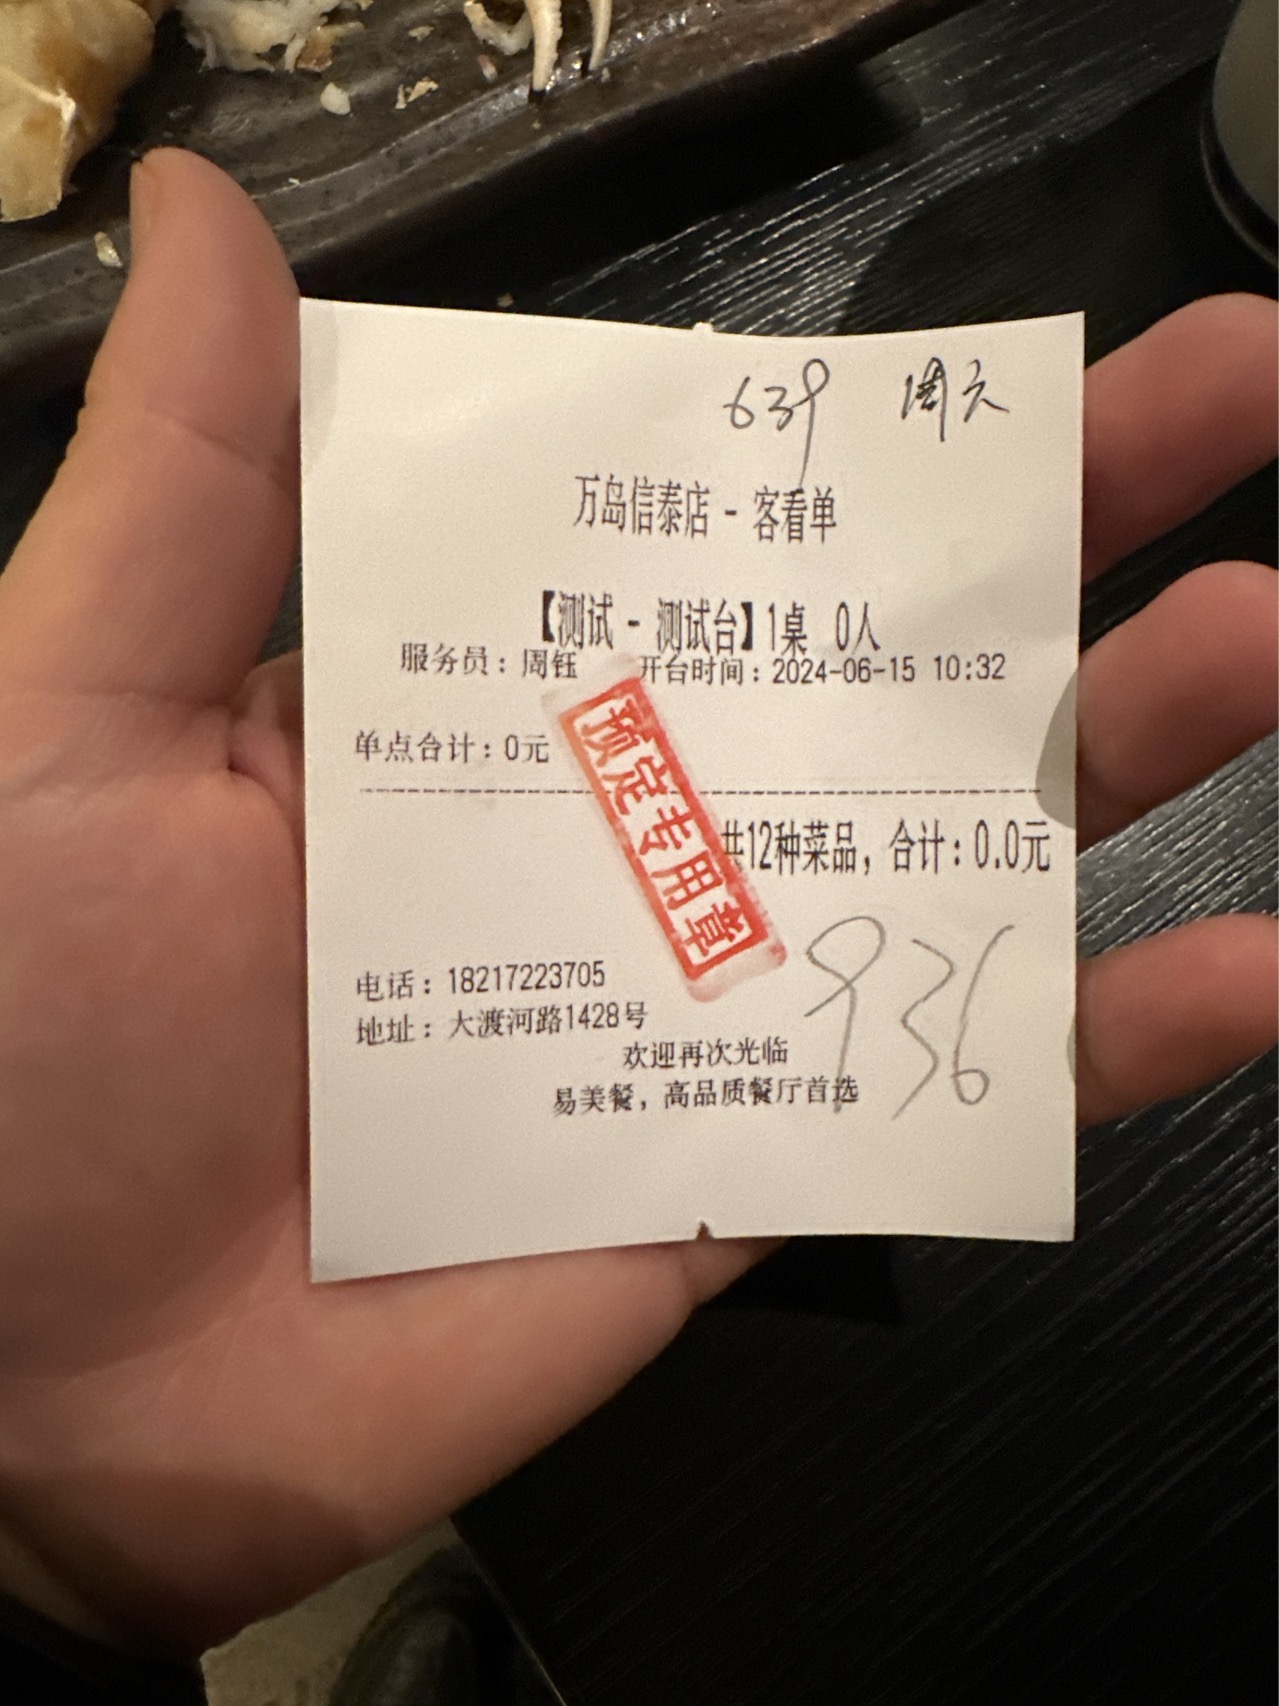 639 周六
万岛信泰店 - 客看单
【测试 - 测试台】1桌 0人
服务员：周钰 开台时间：2024-06-15 10:32
单点合计：0元
预定专用章
共12种菜品，合计：0.0元
936
电话：18217223705
地址：大渡河路1428号
欢迎再次光临
易美餐，高品质餐厅首选